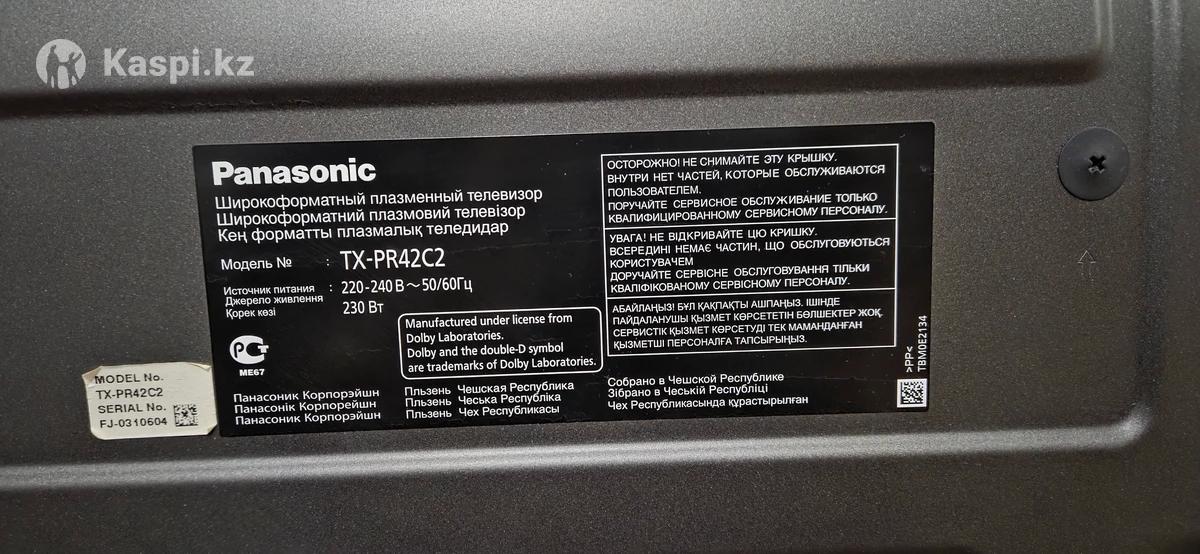 Kaspi.kz
Panasonic
Широкоформатный плазменный телевизор
Широкоформатний плазмовий телевізор
Кең форматты плазмалық теледидар
Модель № : TX-PR42C2
Источник питания : 220-240 В ~ 50/60Гц
Джерело живлення
Қорек көзі 230 Вт
Manufactured under license from
Dolby Laboratories.
Dolby and the double-D symbol
are trademarks of Dolby Laboratories.
РСТ
ME67
Панасоник Корпорэйшн
Панасонік Корпорейшн
Панасоник Корпорэйшн
Пльзень Чешская Республика
Пльзень Чеська Республіка
Пльзень Чех Республикасы
Собрано в Чешской Республике
Зібрано в Чеській Республіці
Чех Республикасында құрастырылған
ОСТОРОЖНО! НЕ СНИМАЙТЕ ЭТУ КРЫШКУ.
ВНУТРИ НЕТ ЧАСТЕЙ, КОТОРЫЕ ОБСЛУЖИВАЮТСЯ
ПОЛЬЗОВАТЕЛЕМ.
ПОРУЧАЙТЕ СЕРВИСНОЕ ОБСЛУЖИВАНИЕ ТОЛЬКО
КВАЛИФИЦИРОВАННОМУ СЕРВИСНОМУ ПЕРСОНАЛУ.
УВАГА! НЕ ВІДКРИВАЙТЕ ЦЮ КРИШКУ.
ВСЕРЕДИНІ НЕМАЄ ЧАСТИН, ЩО ОБСЛУГОВУЮТЬСЯ
КОРИСТУВАЧЕМ
ДОРУЧАЙТЕ СЕРВІСНЕ ОБСЛУГОВУВАННЯ ТІЛЬКИ
КВАЛІФІКОВАНОМУ СЕРВІСНОМУ ПЕРСОНАЛУ.
АБАЙЛАҢЫЗ! БҰЛ ҚАҚПАҚТЫ АШПАҢЫЗ. ІШІНДЕ
ПАЙДАЛАНУШЫ ҚЫЗМЕТ КӨРСЕТЕТІН БӨЛШЕКТЕР ЖОҚ.
СЕРВИСТІК ҚЫЗМЕТ КӨРСЕТУДІ ТЕК МАМАНДАНҒАН
ҚЫЗМЕТШІ ПЕРСОНАЛҒА ТАПСЫРЫҢЫЗ.
>PP<
TBM0E2134
MODEL No.
TX-PR42C2
SERIAL No.
FJ-0310604